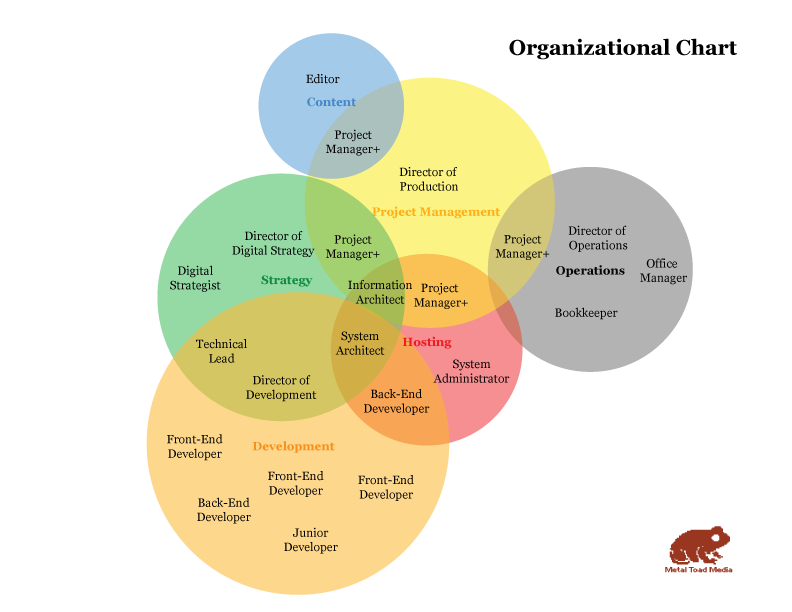 Organizational Chart
Editor
Content
Project
Manager+
Director of
Production
Project Management
Director of
Digital Strategy
Project
Manager+
Project
Manager+
Director of
Operations
Digital
Strategist
Strategy
Operations
Office
Manager
Information
Architect
Project
Manager+
Bookkeeper
Technical
Lead
System
Architect
Hosting
System
Administrator
Director of
Development
Back-End
Deveveloper
Front-End
Developer
Development
Front-End
Developer
Front-End
Developer
Back-End
Developer
Junior
Developer
Metal Toad Media